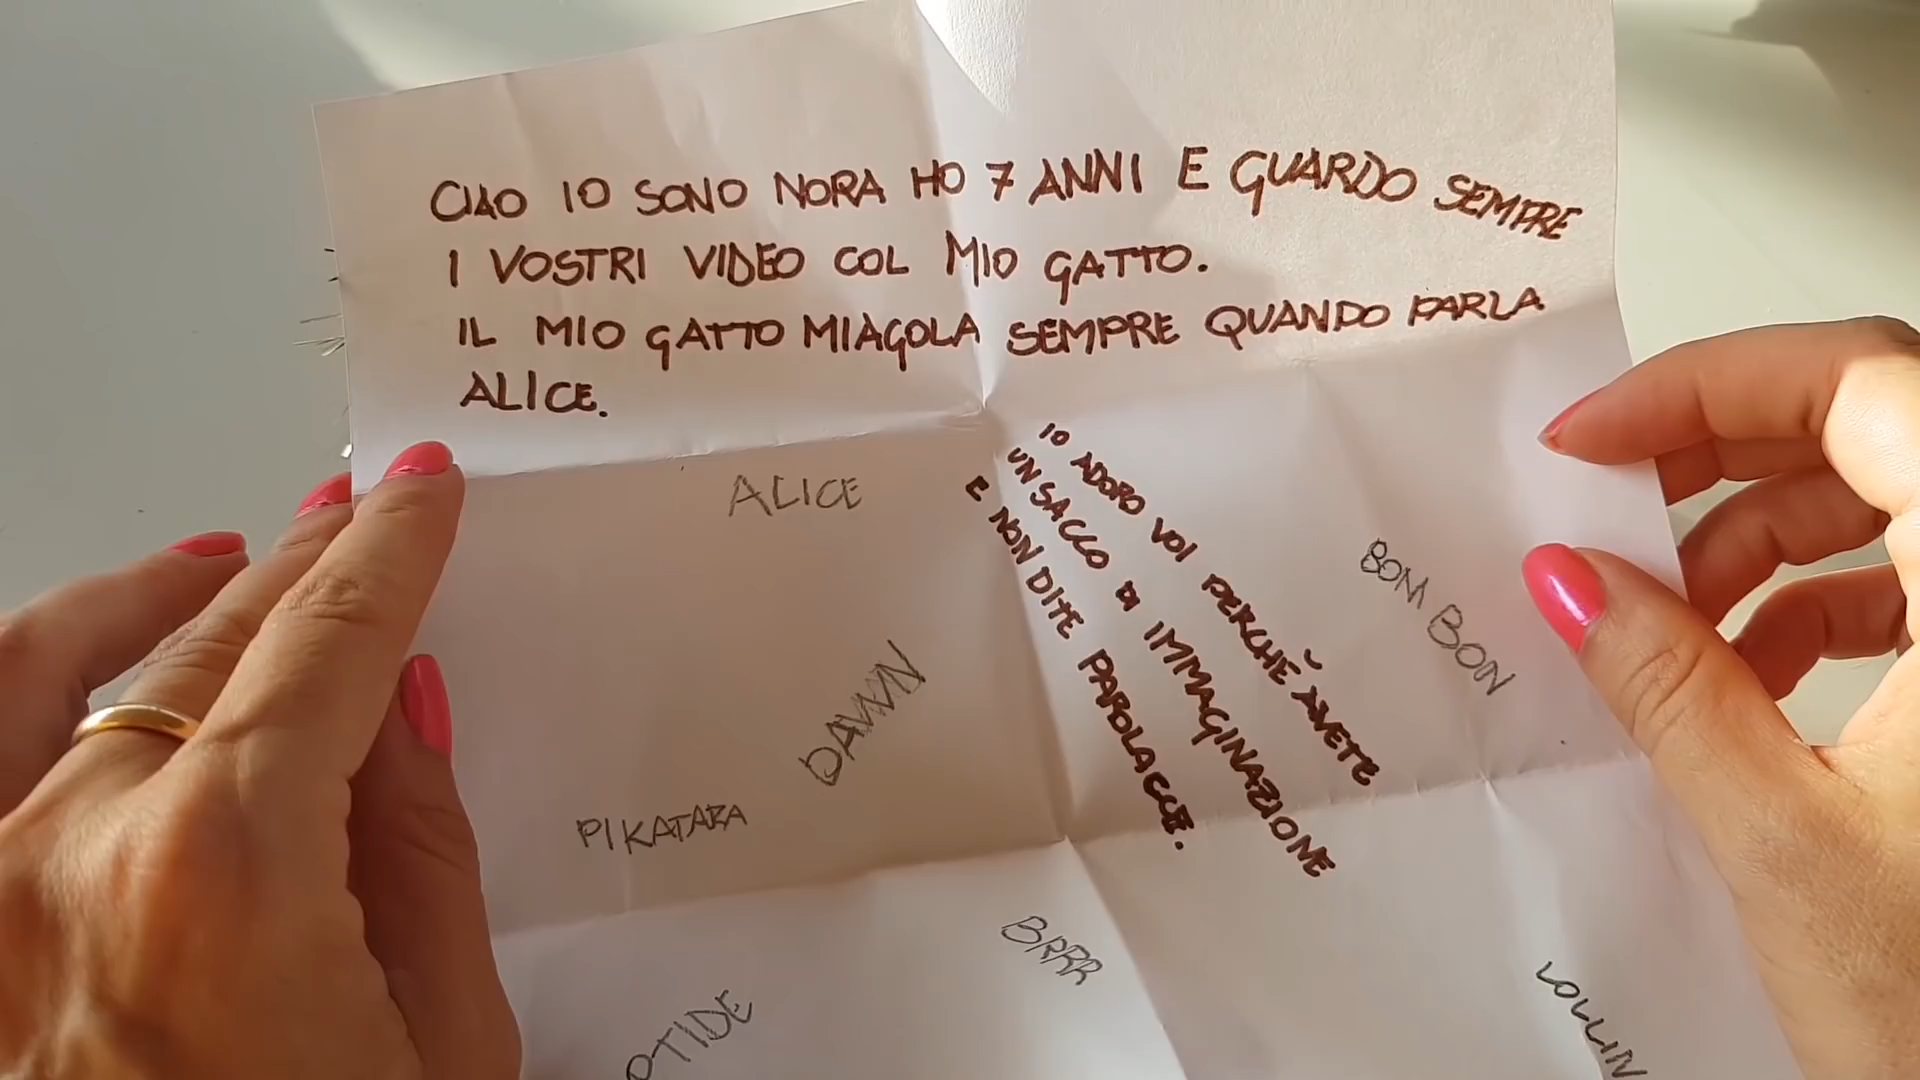 CIAO IO SONO NORA HO 7 ANNI E GUARDO SEMPRE
I VOSTRI VIDEO COL MIO GATTO.
IL MIO GATTO MIAGOLA SEMPRE QUANDO PARLA
ALICE.
IO ADORO VOI PERCHĔ AVETE
UN SACCO DI IMMAGINAZIONE
E NON DITE PAROLACCE.
ALICE
BOM BON
DAWN
PIKATARA
BRRR